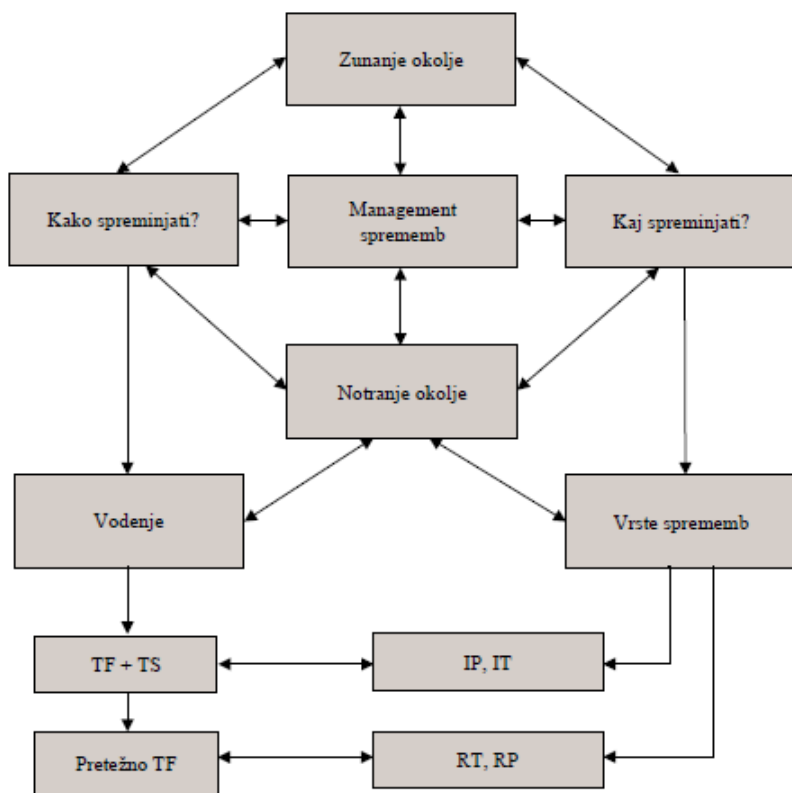 Zunanje okolje
Kako spreminjati?
Management
sprememb
Kaj spreminjati?
Notranje okolje
Vodenje
Vrste sprememb
TF + TS
IP, IT
Pretežno TF
RT, RP